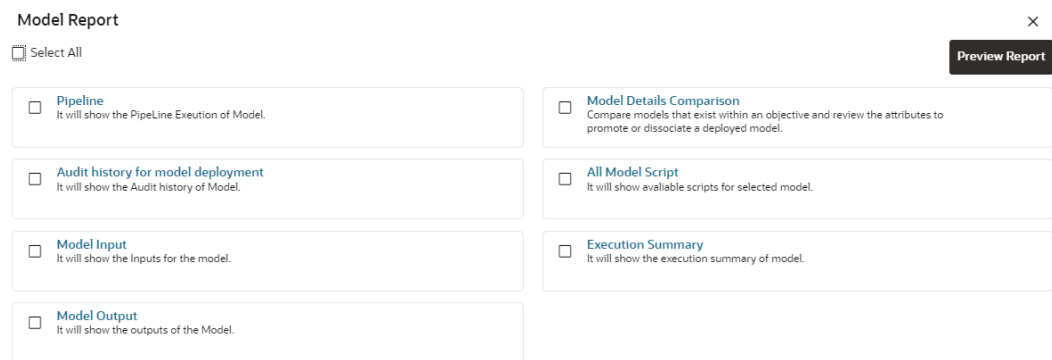 Model Report
Select All
Preview Report
Pipeline
It will show the PipeLine Exeution of Model.
Model Details Comparison
Compare models that exist within an objective and review the attributes to
promote or dissociate a deployed model.
Audit history for model deployment
It will show the Audit history of Model.
All Model Script
It will show avaliable scripts for selected model.
Model Input
It will show the Inputs for the model.
Execution Summary
It will show the execution summary of model.
Model Output
It will show the outputs of the Model.